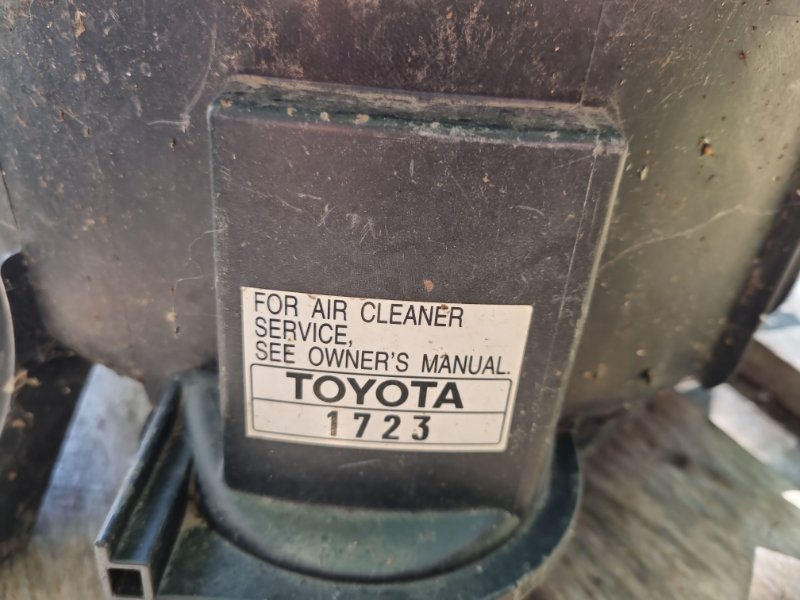 FOR AIR CLEANER
SERVICE,
SEE OWNER'S MANUAL.
TOYOTA
1723